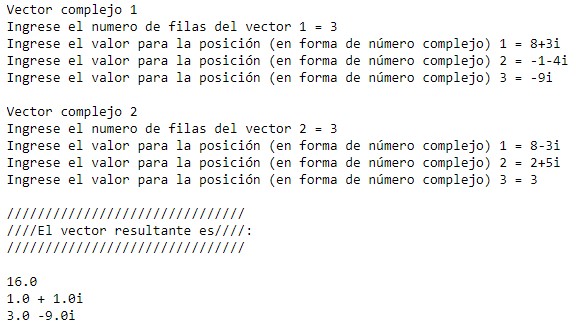 Vector complejo 1
Ingrese el numero de filas del vector 1 = 3
Ingrese el valor para la posición (en forma de número complejo) 1 = 8+3i
Ingrese el valor para la posición (en forma de número complejo) 2 = -1-4i
Ingrese el valor para la posición (en forma de número complejo) 3 = -9i
Vector complejo 2
Ingrese el numero de filas del vector 2 = 3
Ingrese el valor para la posición (en forma de número complejo) 1 = 8-3i
Ingrese el valor para la posición (en forma de número complejo) 2 = 2+5i
Ingrese el valor para la posición (en forma de número complejo) 3 = 3
///////////////////////////////
////El vector resultante es////:
///////////////////////////////
16.0
1.0 + 1.0i
3.0 -9.0i